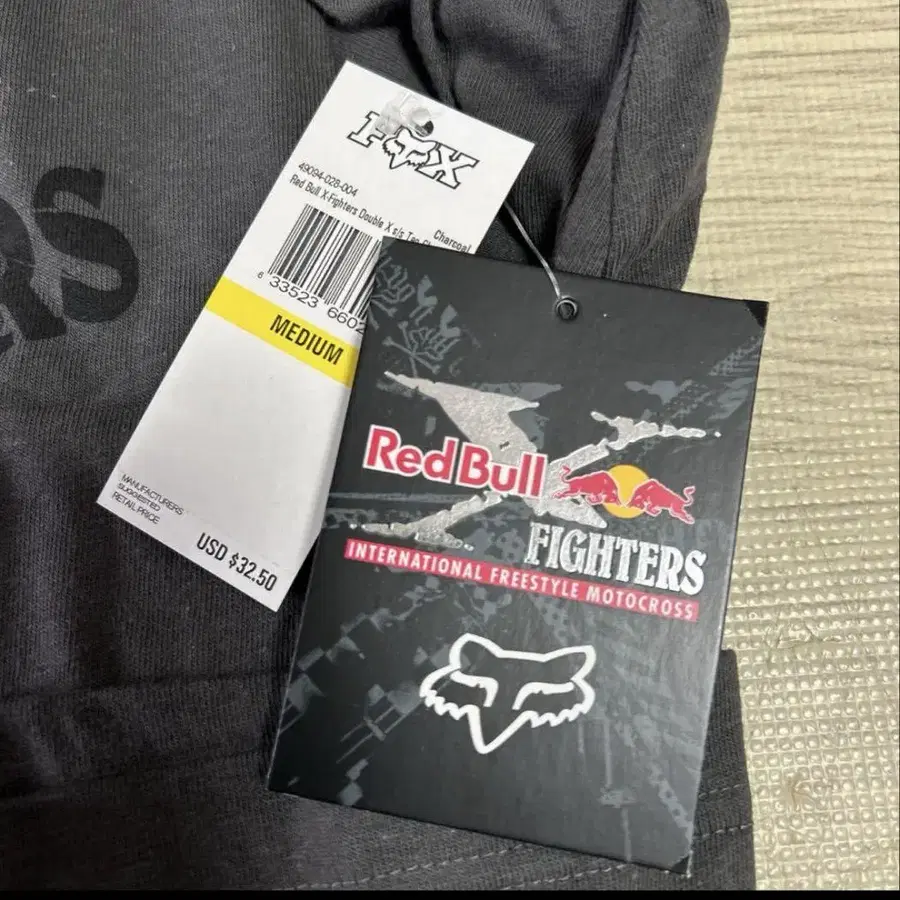 ERS
FOX
49094-028-004
Red Bull X-Fighters Double X s/s Tee
Charcoal
8 33523 6602
MEDIUM
MANUFACTURERS
SUGGESTED
RETAIL PRICE
USD $32.50
Red Bull
X
FIGHTERS
INTERNATIONAL FREESTYLE MOTOCROSS